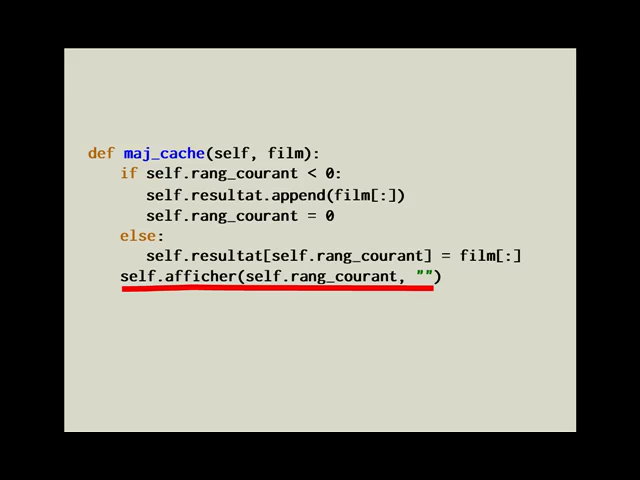 def maj_cache(self, film):
if self.rang_courant < 0:
self.resultat.append(film[:])
self.rang_courant = 0
else:
self.resultat[self.rang_courant] = film[:]
self.afficher(self.rang_courant, "")